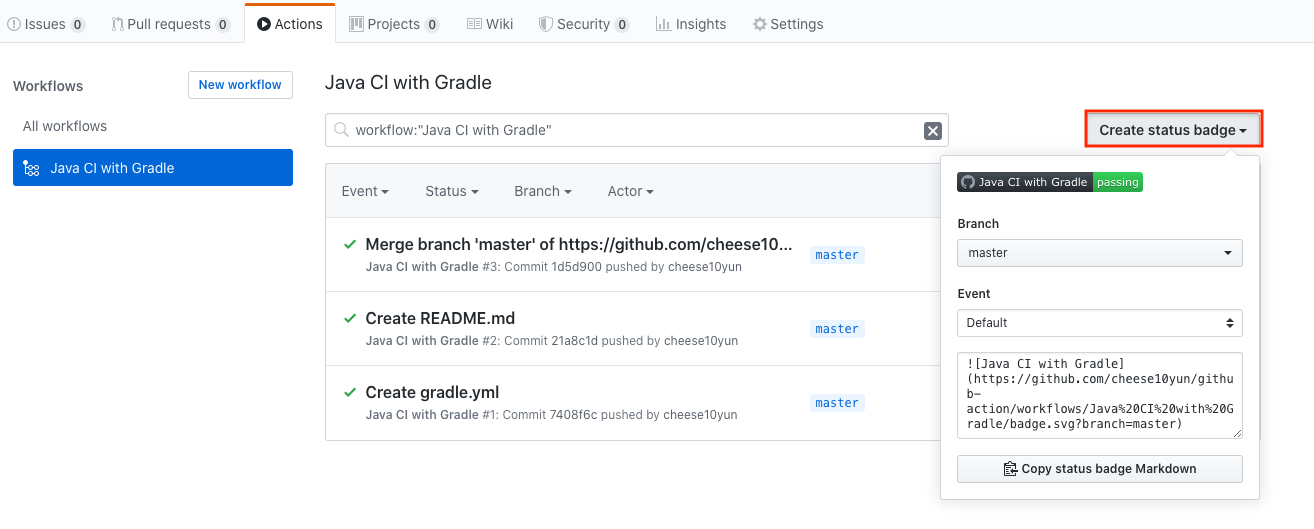 Issues 0 Pull requests 0 Actions Projects 0 Wiki Security 0 Insights Settings
Workflows New workflow
All workflows
Java CI with Gradle
Java CI with Gradle
workflow:"Java CI with Gradle"
Create status badge
Event Status Branch Actor
Merge branch 'master' of https://github.com/cheese10...
master
Java CI with Gradle #3: Commit 1d5d900 pushed by cheese10yun
Create README.md
master
Java CI with Gradle #2: Commit 21a8c1d pushed by cheese10yun
Create gradle.yml
master
Java CI with Gradle #1: Commit 7408f6c pushed by cheese10yun
Java CI with Gradle passing
Branch
master
Event
Default
![Java CI with Gradle]
(https://github.com/cheese10yun/githu
b-
action/workflows/Java%20CI%20with%20G
radle/badge.svg?branch=master)
Copy status badge Markdown